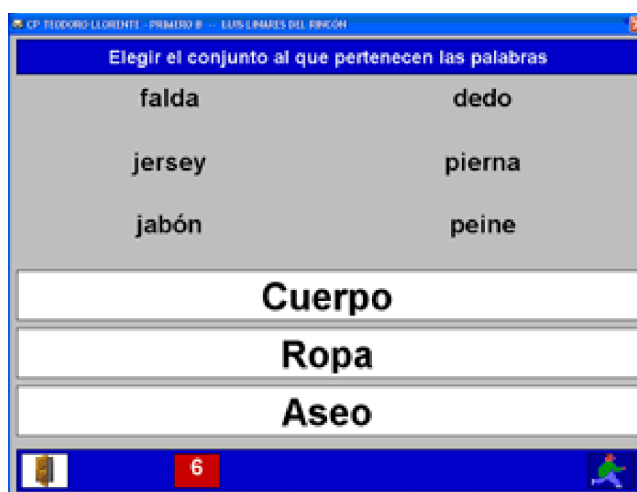 CP TEODORO LLORENTE - PRIMERO B -- LUIS LINARES DEL RINCÓN
Elegir el conjunto al que pertenecen las palabras
falda dedo
jersey pierna
jabón peine
Cuerpo
Ropa
Aseo
6